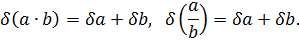 δ(a · b) = δa + δb, δ(a/b) = δa + δb.